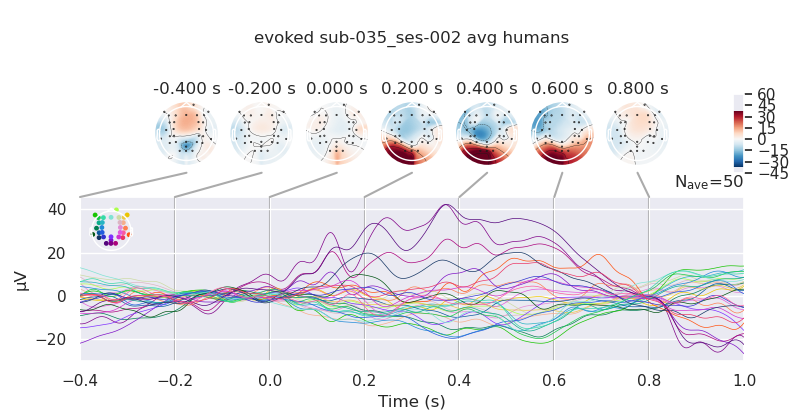 evoked sub-035_ses-002 avg humans
-0.400 s -0.200 s 0.000 s 0.200 s 0.400 s 0.600 s 0.800 s
60
45
30
15
0
−15
−30
−45
Nave=50
40
20
0
−20
µV
−0.4 −0.2 0.0 0.2 0.4 0.6 0.8 1.0
Time (s)